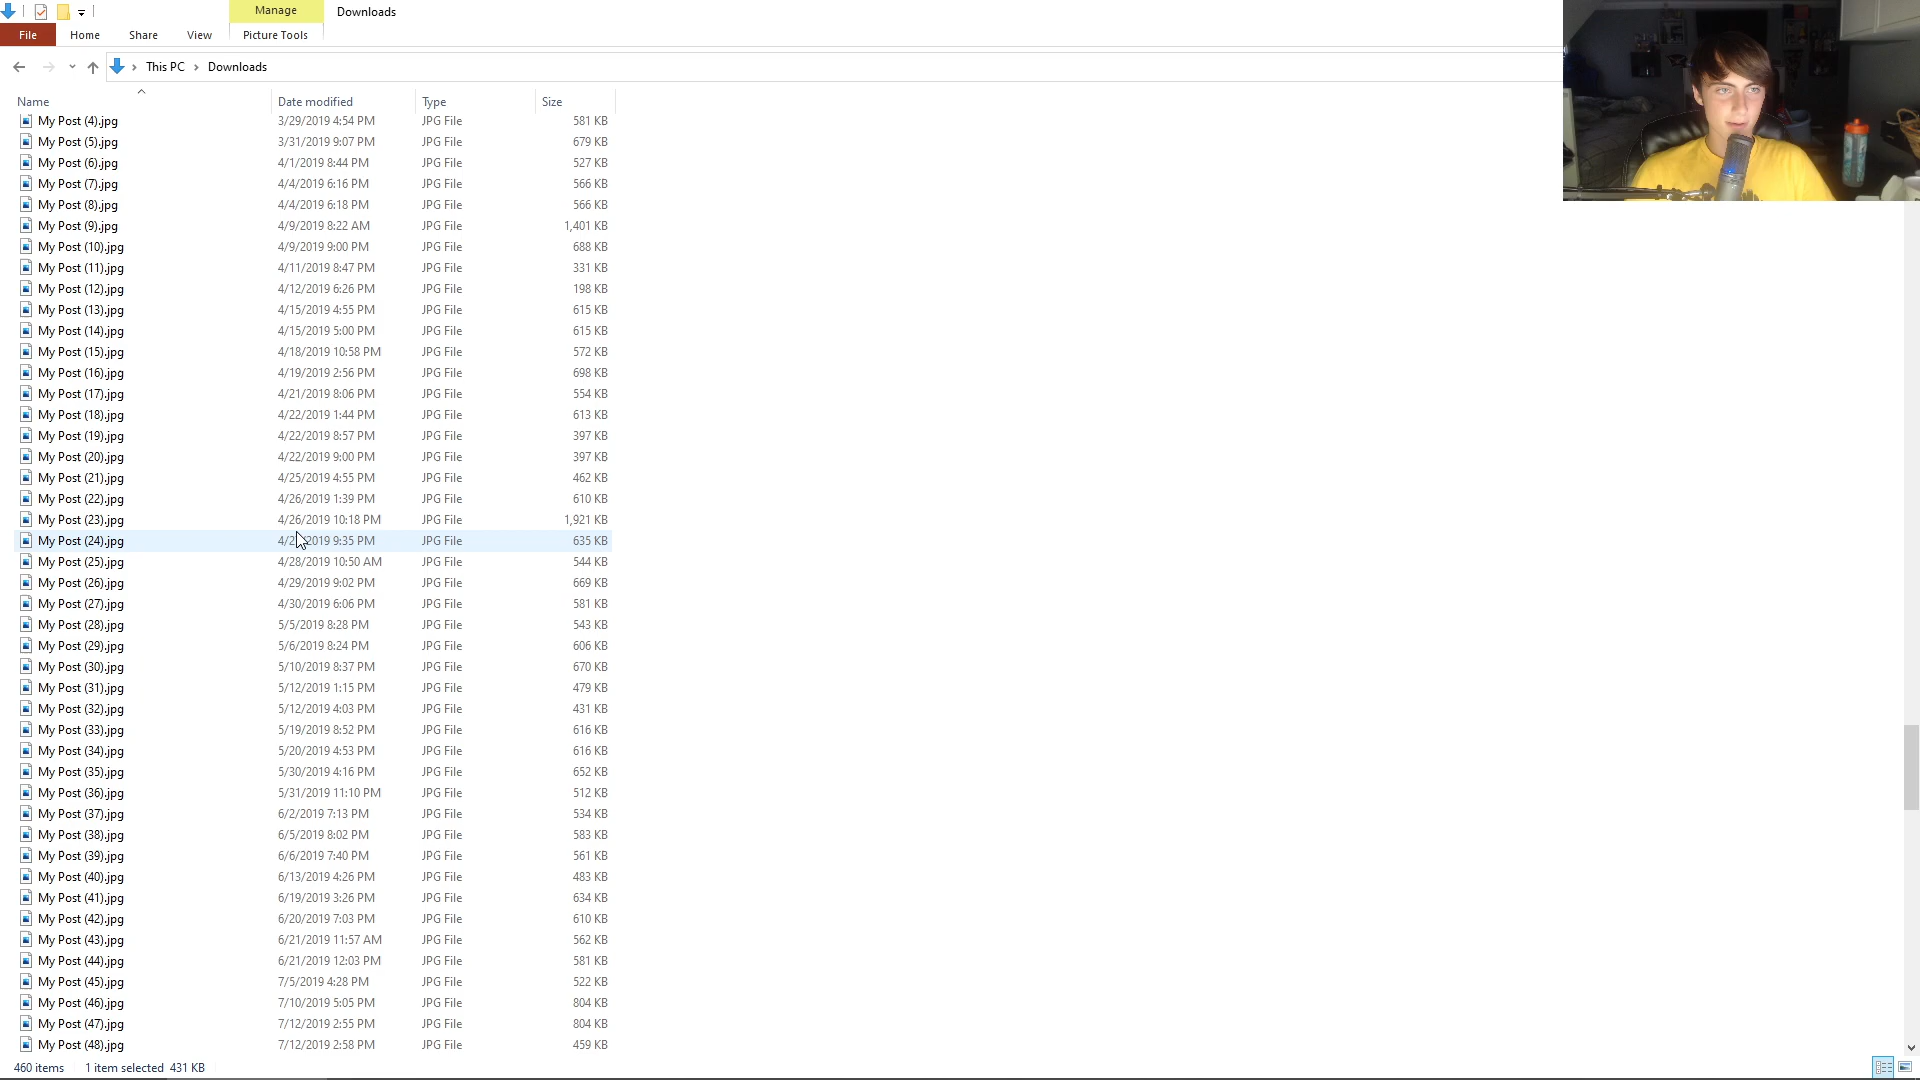 Manage
Downloads
File
Home
Share
View
Picture Tools
This PC
Downloads
Name
Date modified
Type
Size
My Post (4).jpg 3/29/2019 4:54 PM JPG File 581 KB
My Post (5).jpg 3/31/2019 9:07 PM JPG File 679 KB
My Post (6).jpg 4/1/2019 8:44 PM JPG File 527 KB
My Post (7).jpg 4/4/2019 6:16 PM JPG File 566 KB
My Post (8).jpg 4/4/2019 6:18 PM JPG File 566 KB
My Post (9).jpg 4/9/2019 8:22 AM JPG File 1,401 KB
My Post (10).jpg 4/9/2019 9:00 PM JPG File 688 KB
My Post (11).jpg 4/11/2019 8:47 PM JPG File 331 KB
My Post (12).jpg 4/12/2019 6:26 PM JPG File 198 KB
My Post (13).jpg 4/15/2019 4:55 PM JPG File 615 KB
My Post (14).jpg 4/15/2019 5:00 PM JPG File 615 KB
My Post (15).jpg 4/18/2019 10:58 PM JPG File 572 KB
My Post (16).jpg 4/19/2019 2:56 PM JPG File 698 KB
My Post (17).jpg 4/21/2019 8:06 PM JPG File 554 KB
My Post (18).jpg 4/22/2019 1:44 PM JPG File 613 KB
My Post (19).jpg 4/22/2019 8:57 PM JPG File 397 KB
My Post (20).jpg 4/22/2019 9:00 PM JPG File 397 KB
My Post (21).jpg 4/25/2019 4:55 PM JPG File 462 KB
My Post (22).jpg 4/26/2019 1:39 PM JPG File 610 KB
My Post (23).jpg 4/26/2019 10:18 PM JPG File 1,921 KB
My Post (24).jpg 9:35 PM JPG File 635 KB
My Post (25).jpg 4/28/2019 10:50 AM JPG File 544 KB
My Post (26).jpg 4/29/2019 9:02 PM JPG File 669 KB
My Post (27).jpg 4/30/2019 6:06 PM JPG File 581 KB
My Post (28).jpg 5/5/2019 8:28 PM JPG File 543 KB
My Post (29).jpg 5/6/2019 8:24 PM JPG File 606 KB
My Post (30).jpg 5/10/2019 8:37 PM JPG File 670 KB
My Post (31).jpg 5/12/2019 1:15 PM JPG File 479 KB
My Post (32).jpg 5/12/2019 4:03 PM JPG File 431 KB
My Post (33).jpg 5/19/2019 8:52 PM JPG File 616 KB
My Post (34).jpg 5/20/2019 4:53 PM JPG File 616 KB
My Post (35).jpg 5/30/2019 4:16 PM JPG File 652 KB
My Post (36).jpg 5/31/2019 11:10 PM JPG File 512 KB
My Post (37).jpg 6/2/2019 7:13 PM JPG File 534 KB
My Post (38).jpg 6/5/2019 8:02 PM JPG File 583 KB
My Post (39).jpg 6/6/2019 7:40 PM JPG File 561 KB
My Post (40).jpg 6/13/2019 4:26 PM JPG File 483 KB
My Post (41).jpg 6/19/2019 3:26 PM JPG File 634 KB
My Post (42).jpg 6/20/2019 7:03 PM JPG File 610 KB
My Post (43).jpg 6/21/2019 11:57 AM JPG File 562 KB
My Post (44).jpg 6/21/2019 12:03 PM JPG File 581 KB
My Post (45).jpg 7/5/2019 4:28 PM JPG File 522 KB
My Post (46).jpg 7/10/2019 5:05 PM JPG File 804 KB
My Post (47).jpg 7/12/2019 2:55 PM JPG File 804 KB
My Post (48).jpg 7/12/2019 2:58 PM JPG File 459 KB
460 items 1 item selected 431 KB